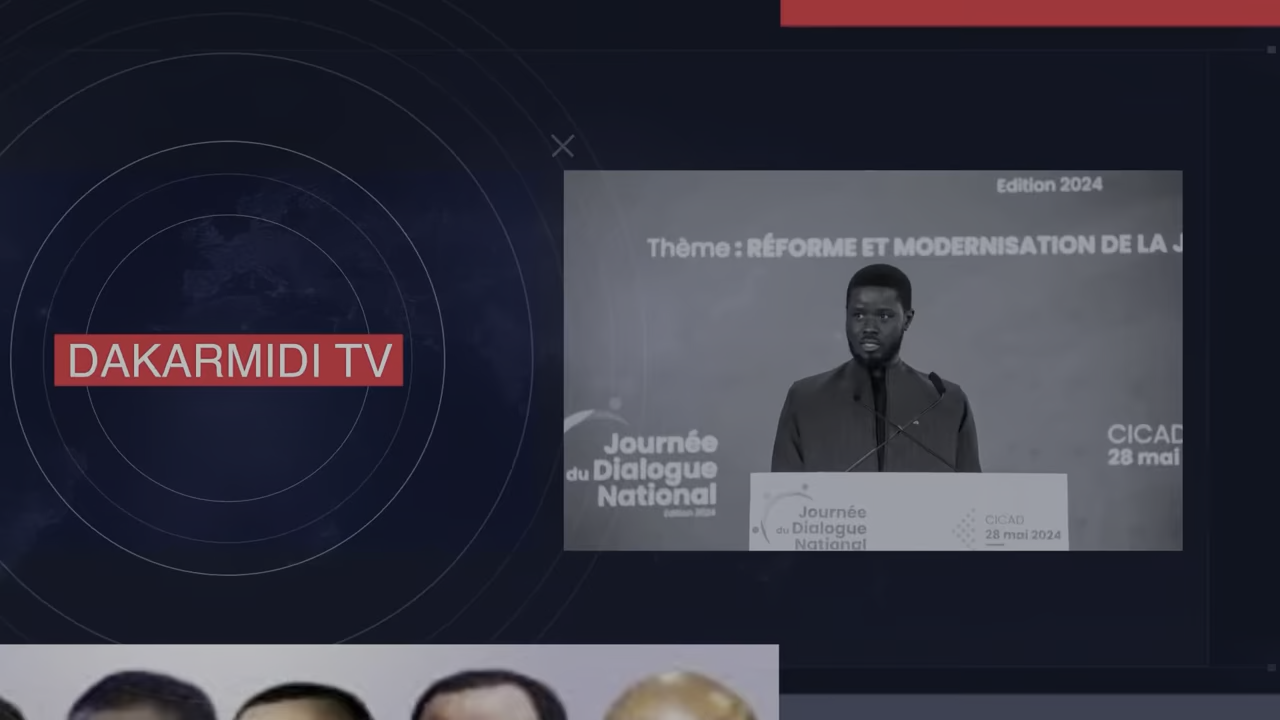 Edition 2024
Thème : RÉFORME ET MODERNISATION DE LA J
DAKARMIDI TV
Journée
du Dialogue
National
Edition 2024
CICAD
28 mai
Journée
du Dialogue
National
CICAD
28 mai 2024